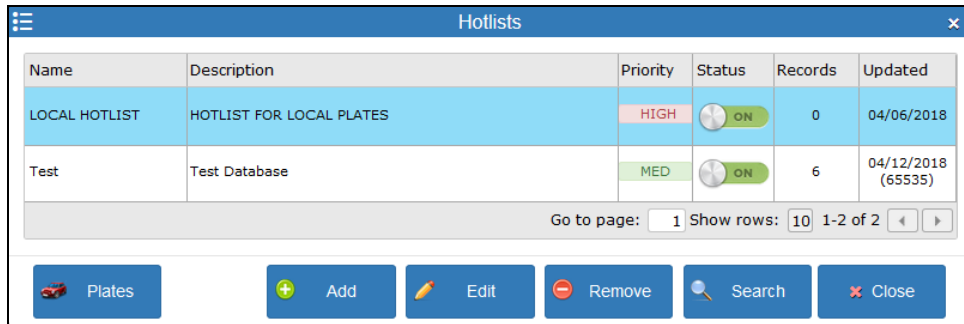 Hotlists
Name Description Priority Status Records Updated
LOCAL HOTLIST HOTLIST FOR LOCAL PLATES HIGH ON 0 04/06/2018
Test Test Database MED ON 6 04/12/2018
(65535)
Go to page: 1 Show rows: 10 1-2 of 2
Plates Add Edit Remove Search Close